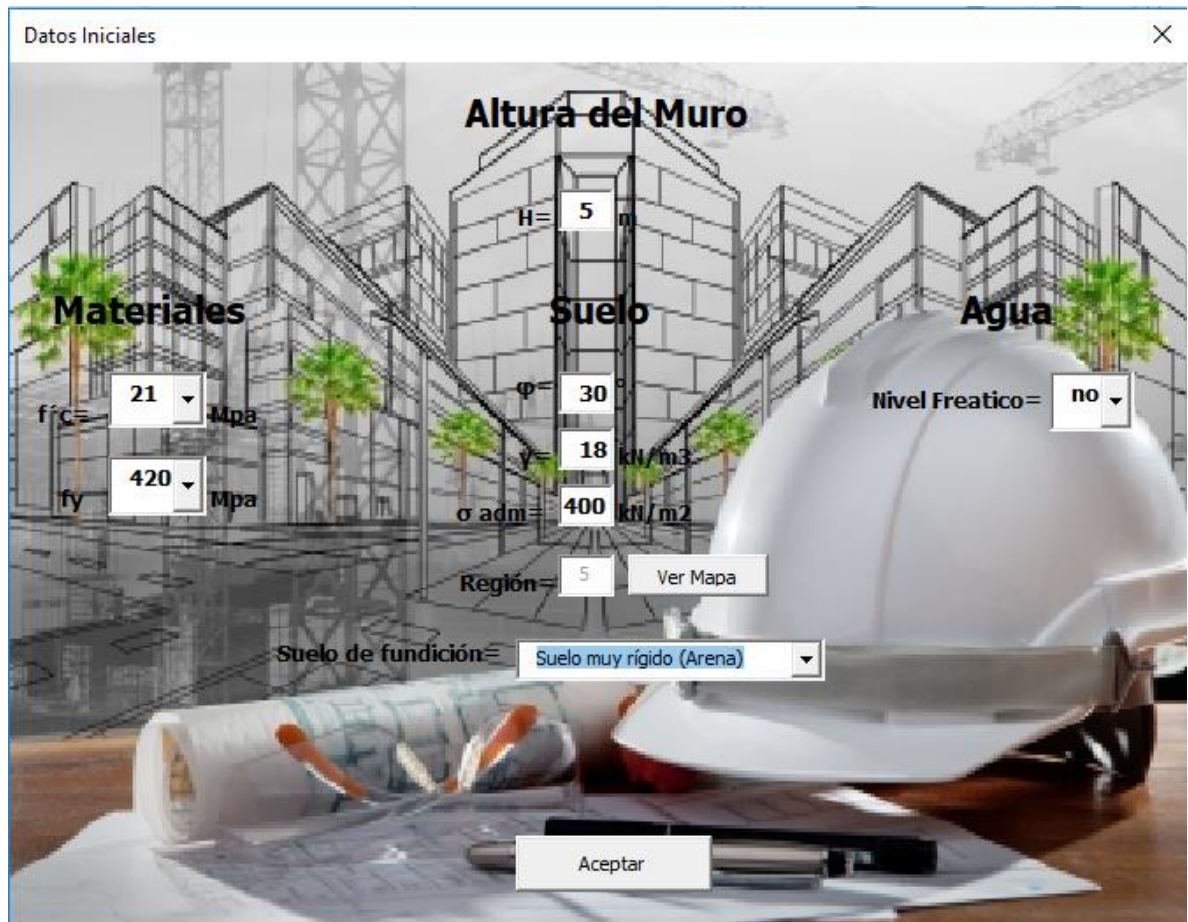 Datos Iniciales
Altura del Muro
H= 5 m
Materiales
Suelo
Agua
f´c= 21 Mpa
fy 420 Mpa
φ= 30 °
γ= 18 kN/m3
σ adm= 400 kN/m2
Región= 5 Ver Mapa
Suelo de fundición= Suelo muy rígido (Arena)
Nivel Freatico= no
Aceptar